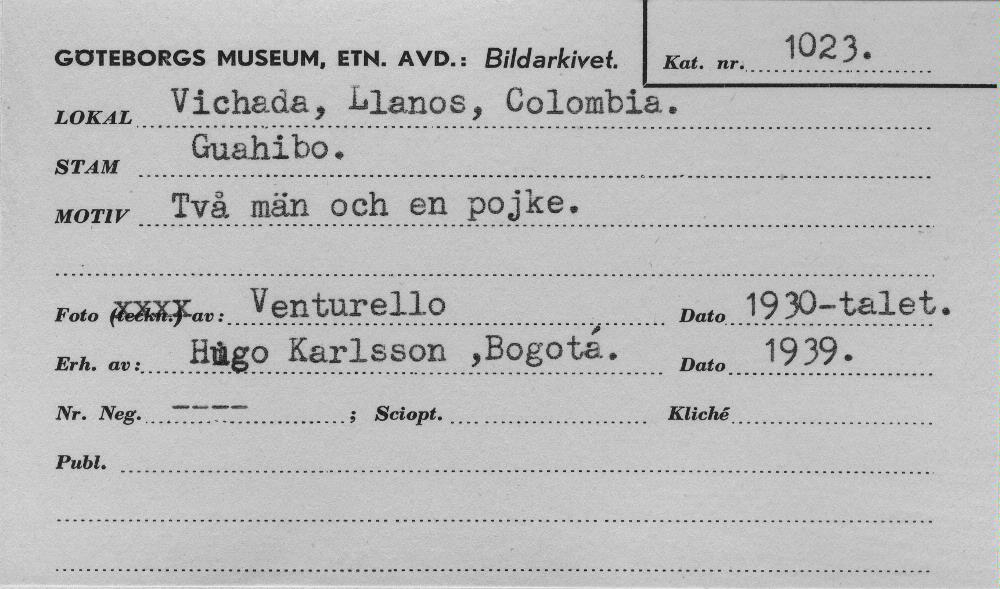 GÖTEBORGS MUSEUM, ETN. AVD.: Bildarkivet. Kat. nr. 1023.
LOKAL Vichada, Llanos, Colombia.
STAM Guahibo.
MOTIV Två män och en pojke.
Foto (teckn.) av: Venturello Dato 1930-talet.
Erh. av: Hugo Karlsson ,Bogotá. Dato 1939.
Nr. Neg. ---- ; Sciopt. Kliché
Publ.